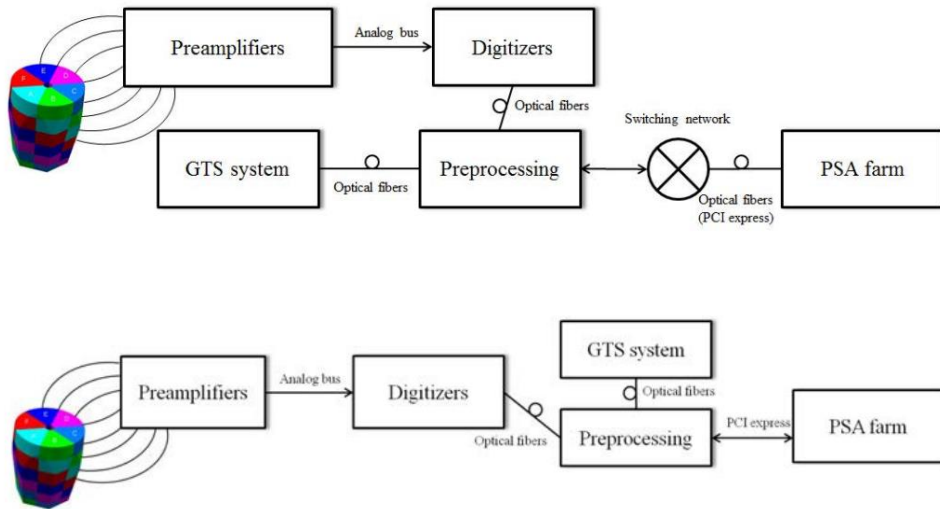 Preamplifiers
Analog bus
Digitizers
E
F
D
A
B
C
Optical fibers
Switching network
GTS system
Optical fibers
Preprocessing
PSA farm
Optical fibers
(PCI express)
GTS system
Preamplifiers
Analog bus
Digitizers
Optical fibers
E
F
D
A
B
C
Optical fibers
Preprocessing
PCI express
PSA farm